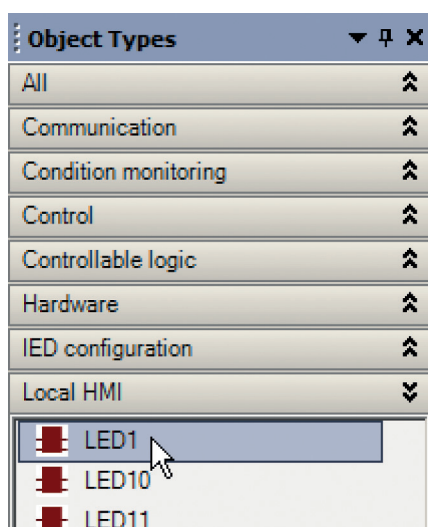 Object Types
All
Communication
Condition monitoring
Control
Controllable logic
Hardware
IED configuration
Local HMI
LED1
LED10
LED11